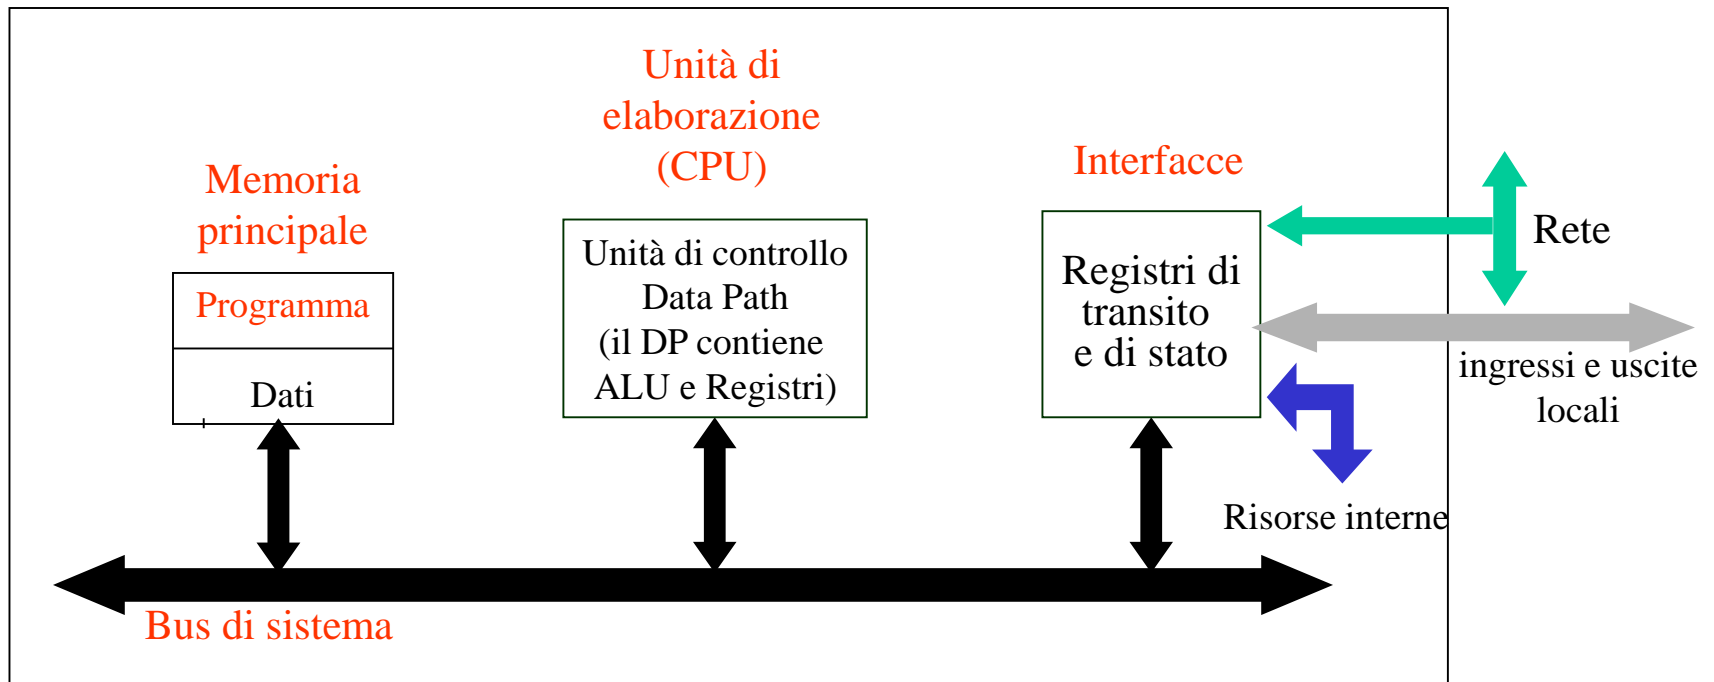 Unità di
elaborazione
(CPU)
Memoria
principale
Interfacce
Programma
Dati
Unità di controllo
Data Path
(il DP contiene
ALU e Registri)
Registri di
transito
e di stato
Rete
ingressi e uscite
locali
Risorse interne
Bus di sistema